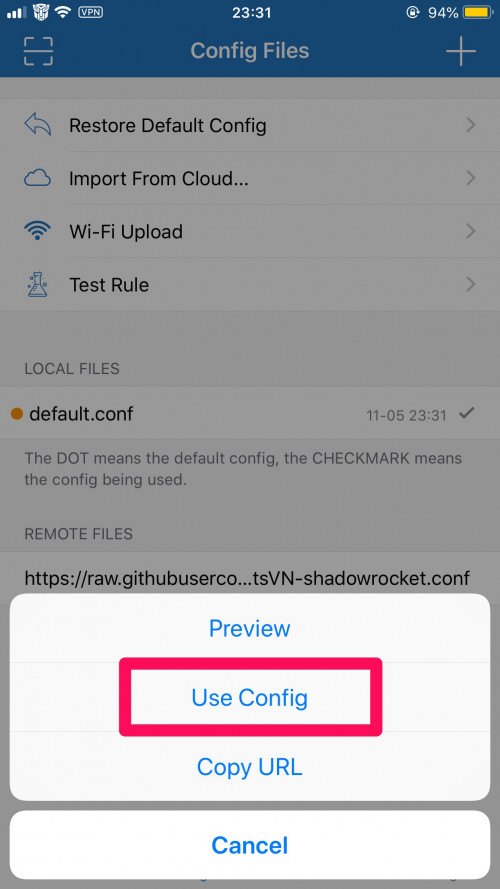 VPN 23:31 94%
Config Files
Restore Default Config
Import From Cloud...
Wi-Fi Upload
Test Rule
LOCAL FILES
default.conf 11-05 23:31
The DOT means the default config, the CHECKMARK means
the config being used.
REMOTE FILES
https://raw.githubuserco...tsVN-shadowrocket.conf
Preview
Use Config
Copy URL
Cancel